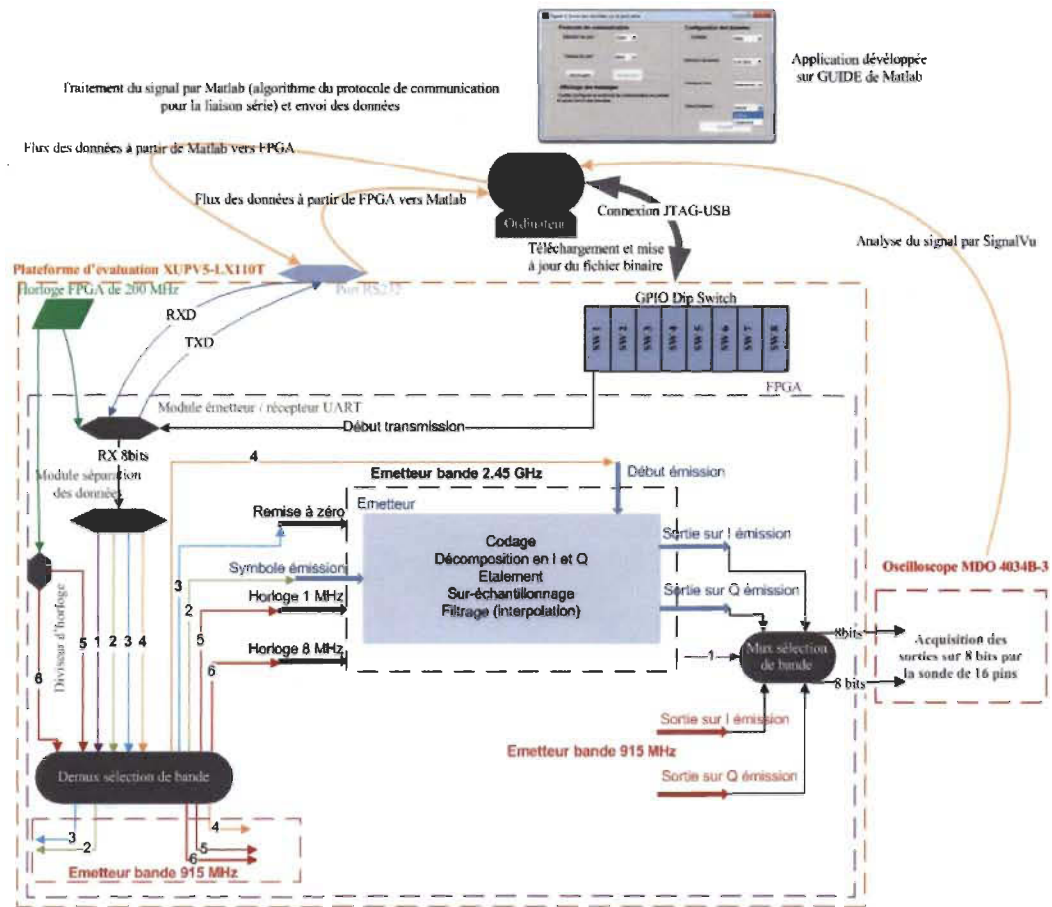 Application dévéloppée
sur GUIDE de Matlab
Traitement du signal par Matlab (algorithme du protocole de communication
pour la liaison série) et envoi des données
Flux des données à partir de Matlab vers FPGA
Flux des données à partir de FPGA vers Matlab
Ordinateur
Connexion JTAG-USB
Analyse du signal par SignalVu
Téléchargement et mise
à jour du fichier binaire
Plateforme d'évaluation XUPV5-LX110T
Horloge FPGA de 200 MHz
Port RS232
RXD
TXD
GPIO Dip Switch
SW 1
SW 2
SW 3
SW 4
SW 5
SW 6
SW 7
SW 8
FPGA
Module émetteur / récepteur UART
Début transmission
RX 8bits
Module séparation
des données
4
Emetteur bande 2.45 GHz
Début émission
Emetteur
Remise à zéro
Codage
Décomposition en I et Q
Etalement
Sur-échantillonnage
Filtrage (interpolation)
Sortie sur I émission
Symbole émission
Sortie sur Q émission
Horloge 1 MHz
Horloge 8 MHz
3
2
5
6
Diviseur d'horloge
6
5
1
2
3
4
Oscilloscope MDO 4034B-3
1
Mux sélection
de bande
8bits
8 bits
Acquisition des
sorties sur 8 bits par
la sonde de 16 pins
Sortie sur I émission
Emetteur bande 915 MHz
Sortie sur Q émission
Demux sélection de bande
3
2
4
5
6
Emetteur bande 915 MHz